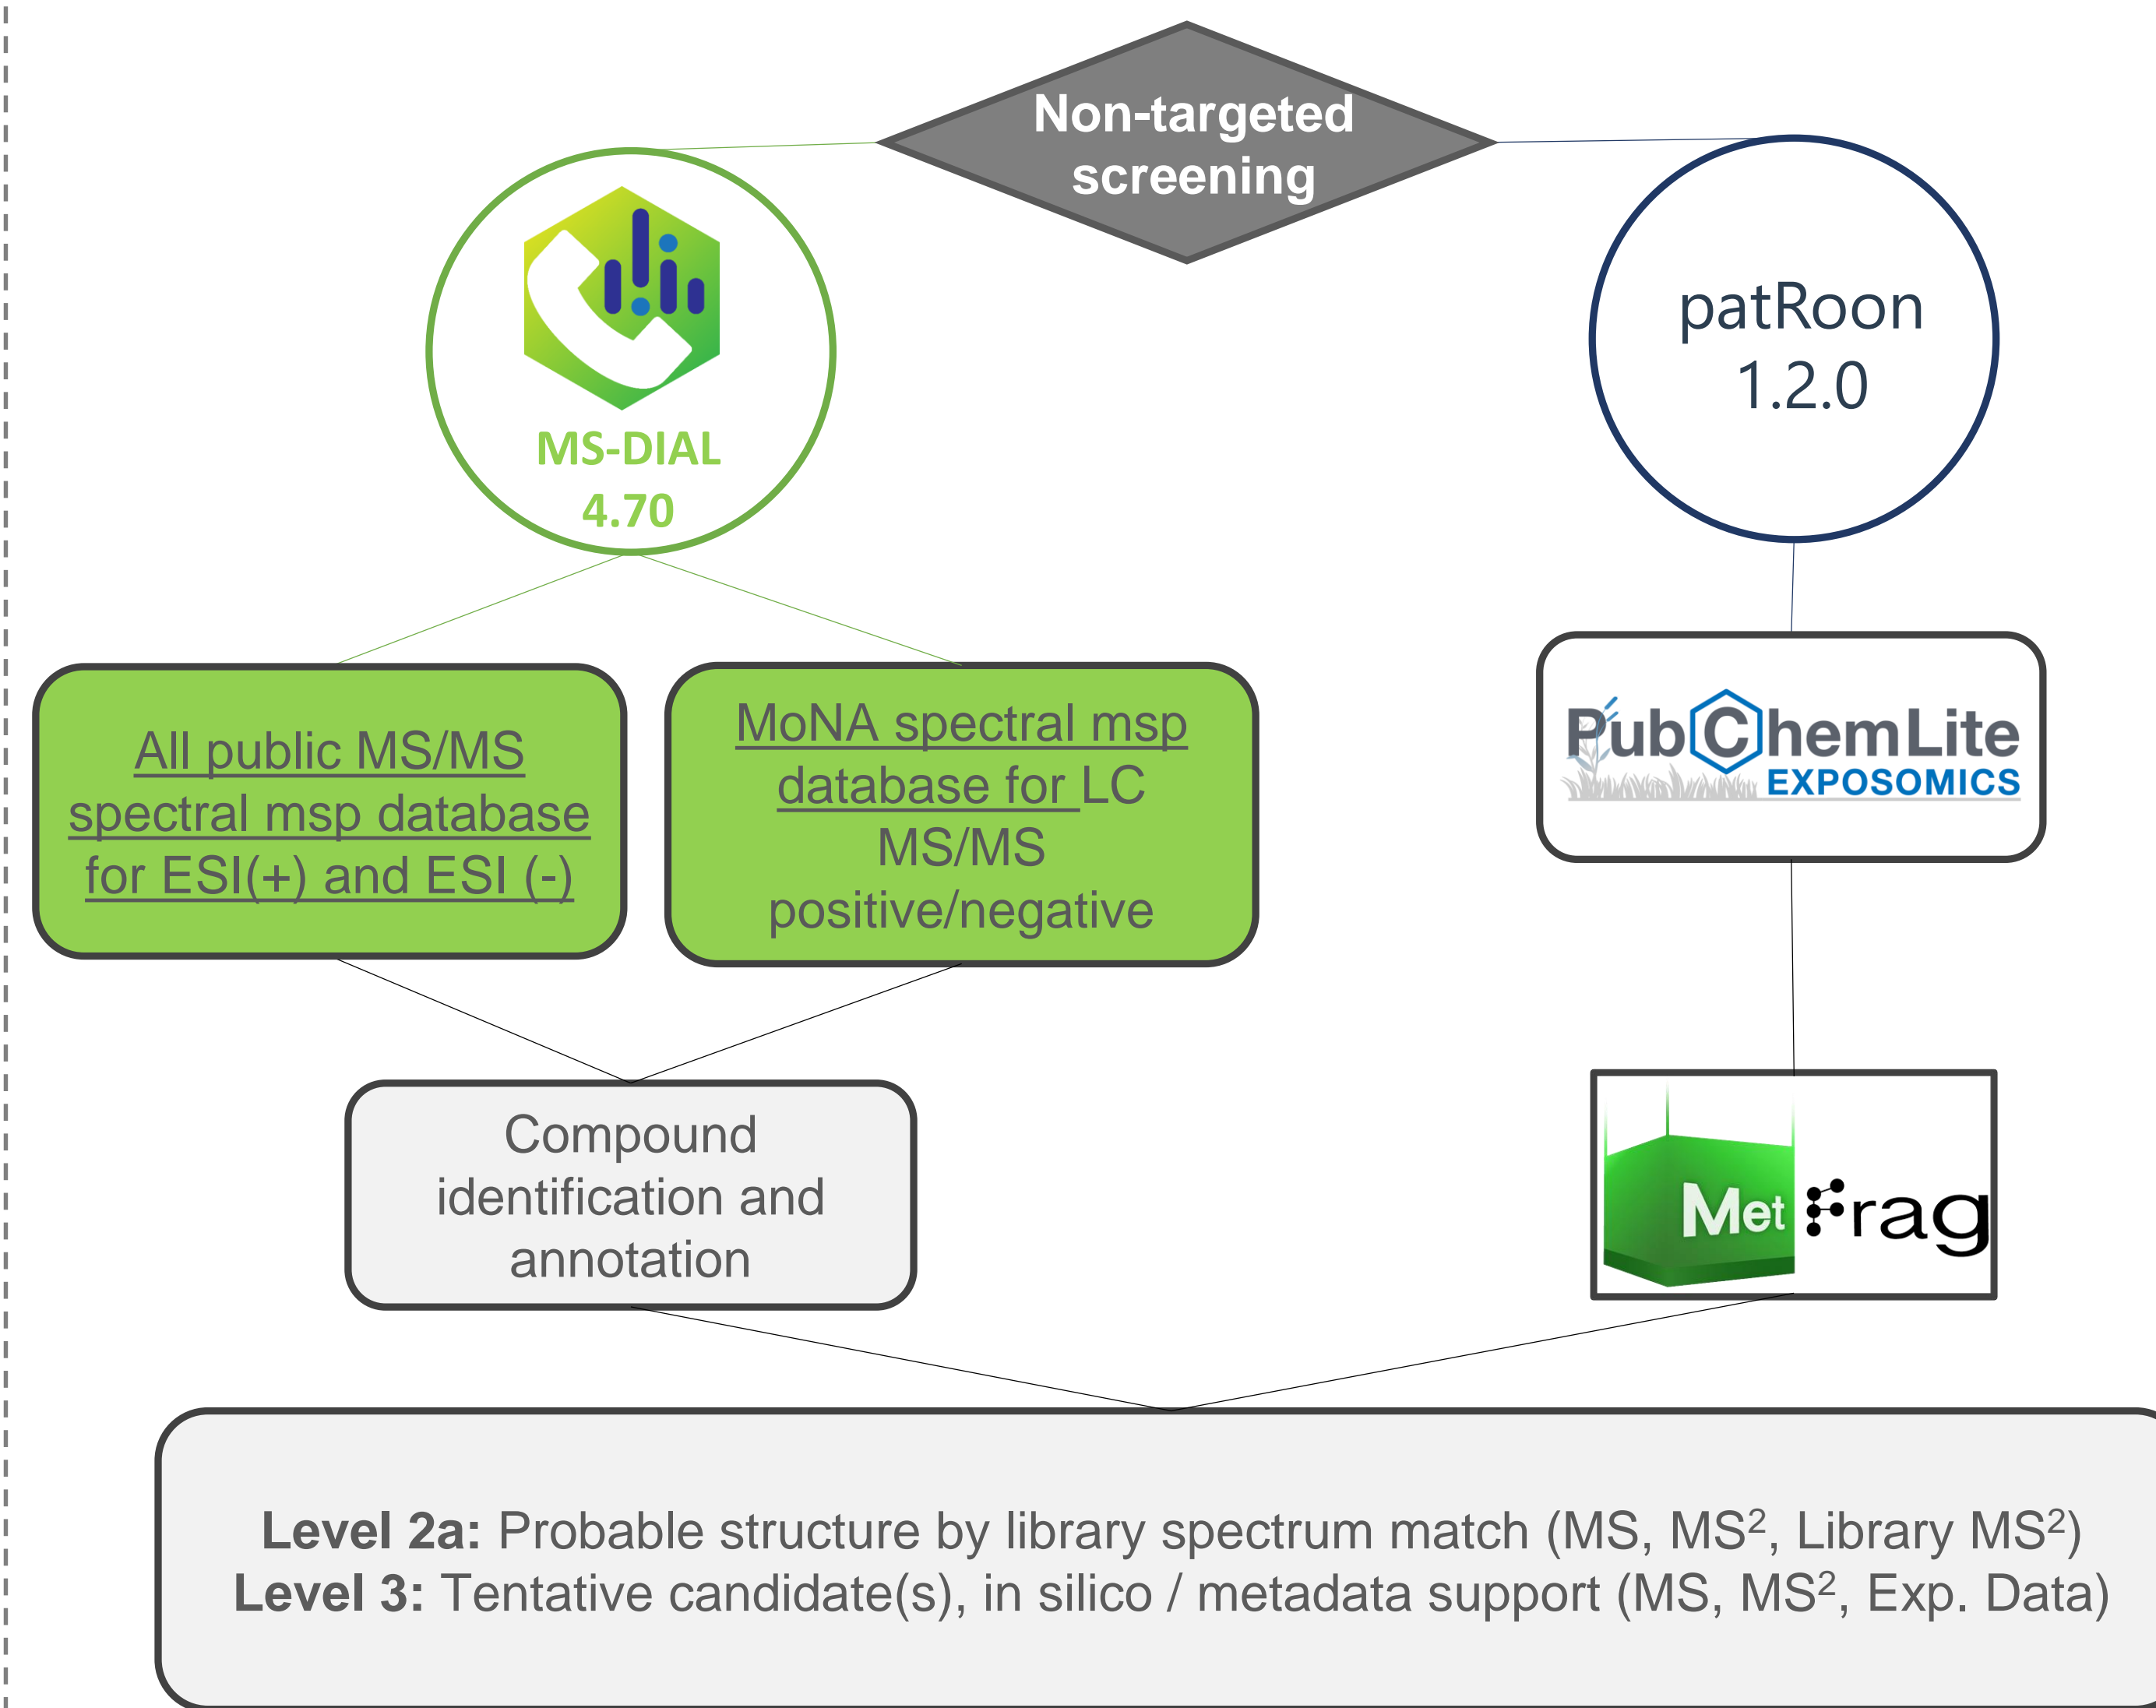 Non-targeted
screening
MS-DIAL
4.70
patRoon
1.2.0
All public MS/MS
spectral msp database
for ESI(+) and ESI (-)
MoNA spectral msp
database for LC
MS/MS
positive/negative
PubChemLite
EXPOSOMICS
Compound
identification and
annotation
MetFrag
Level 2a: Probable structure by library spectrum match (MS, MS², Library MS²)
Level 3: Tentative candidate(s), in silico / metadata support (MS, MS², Exp. Data)